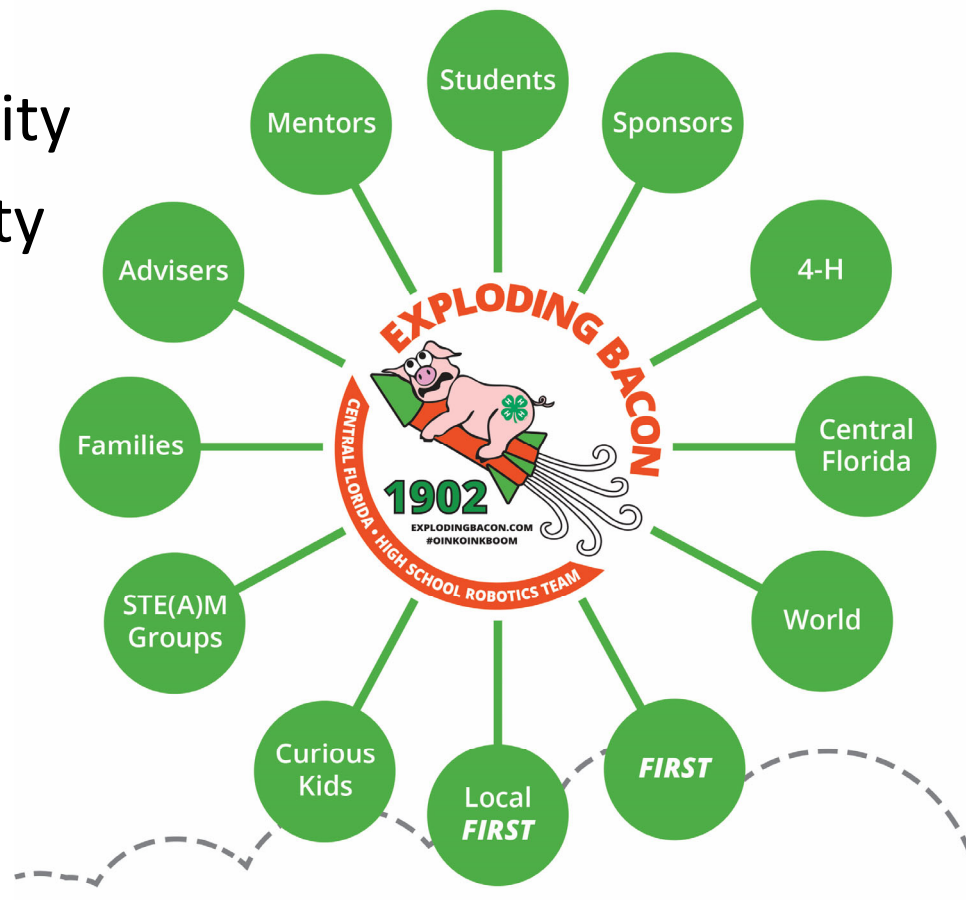 ity
ty
Students
Mentors
Sponsors
Advisers
4-H
Families
Central
Florida
STE(A)M
Groups
World
Curious
Kids
Local
FIRST
FIRST
EXPLODING BACON
1902
EXPLODINGBACON.COM
#OINKOINKBOOM
CENTRAL FLORIDA • HIGH SCHOOL ROBOTICS TEAM